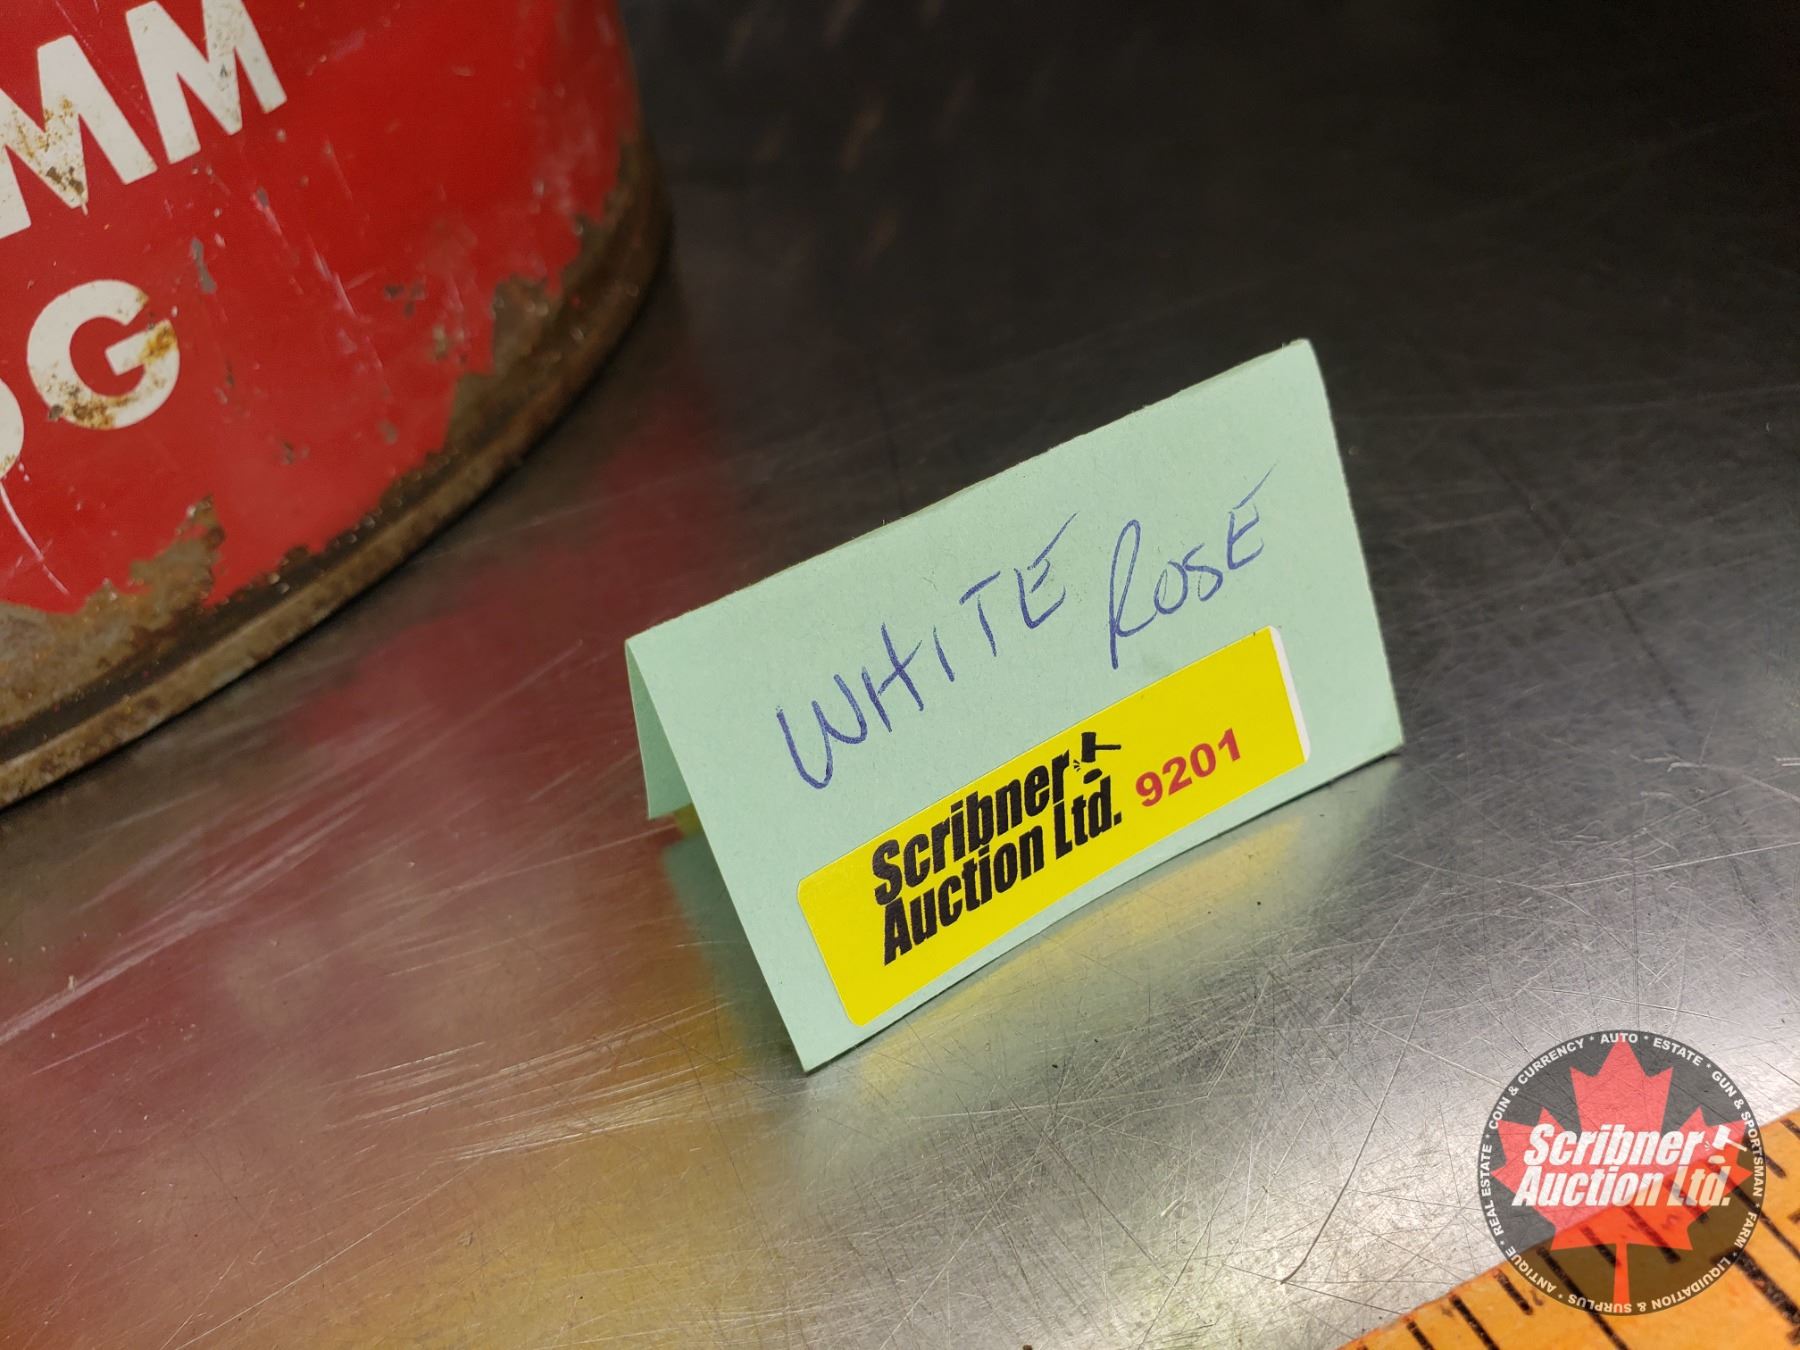 MM
OG
WHITE ROSE
Scribner
Auction Ltd.
9201
REAL ESTATE * COIN & CURRENCY * AUTO * ESTATE * GUN & SPORTSMAN * FARM * LIQUIDATION & SURPLUS * ANTIQUE *
Scribner
Auction Ltd.